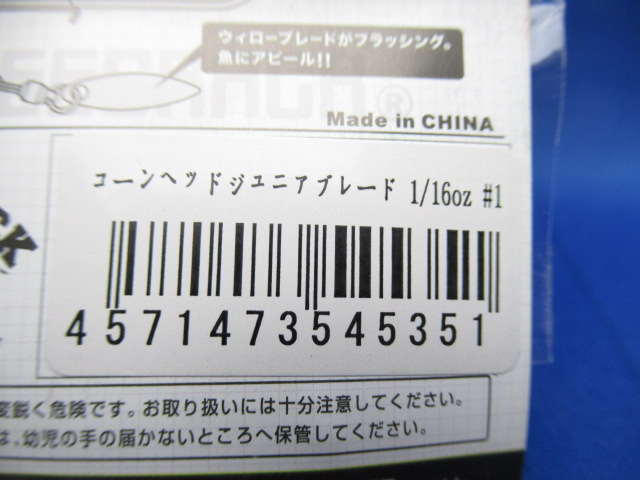 ウィローブレードがフラッシング。
魚にアピール!!
®
Made in CHINA
コーンヘッドジュニアブレード 1/16oz #1
4571473545351
鋭く危険です。お取り扱いには十分注意してください。
は、幼児の手の届かないところへ保管してください。